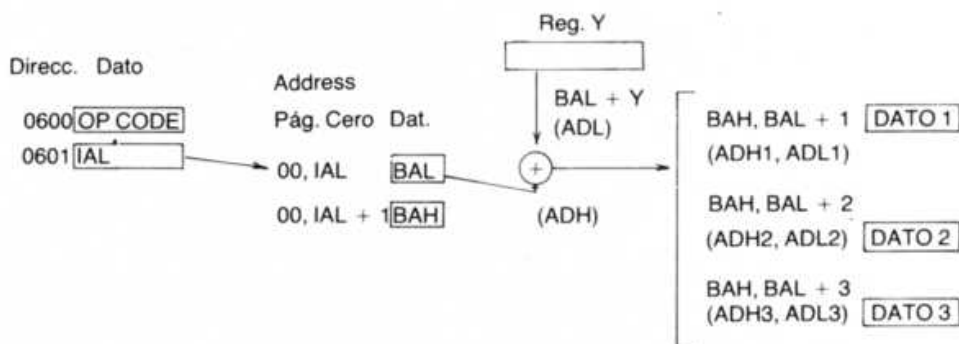 Reg. Y
Direcc. Dato
Address
BAL + Y
0600 OP CODE
Pág. Cero Dat.
(ADL)
BAH, BAL + 1 DATO 1
0601 IAL
(ADH1, ADL1)
00, IAL BAL
+
BAH, BAL + 2
00, IAL + 1 BAH
(ADH)
(ADH2, ADL2) DATO 2
BAH, BAL + 3
(ADH3, ADL3) DATO 3